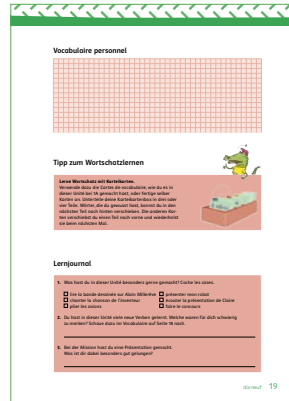 Vocabulaire personnel
Tipp zum Wortschatzlernen
Lerne Wortschatz mit Karteikarten.
Verwende dazu die Cartes de vocabulaire, wie du es in
dieser Unité bei 1A gemacht hast, oder fertige selber
Karten an. Unterteile deine Karteikartenbox in drei oder
vier Teile. Wörter, die du gewusst hast, kannst du in den
nächsten Teil nach hinten verschieben. Die anderen Kar-
ten verschiebst du einen Teil nach vorne und wiederholst
sie beim nächsten Mal.
Lernjournal
1. Was hast du in dieser Unité besonders gerne gemacht? Coche les cases.
lire la bande dessinée sur Alain
présenter mon robot
chanter la chanson de l'inventeur
écouter la présentation de Claire
plier les avions
faire le concours
2. Du hast in dieser Unité viele neue Verben gelernt. Welche waren für dich schwierig
zu merken? Schaue dazu im Vocabulaire auf Seite 18 nach.
3. Bei der Mission hast du eine Präsentation gemacht.
Was ist dir dabei besonders gut gelungen?
dix-neuf 19